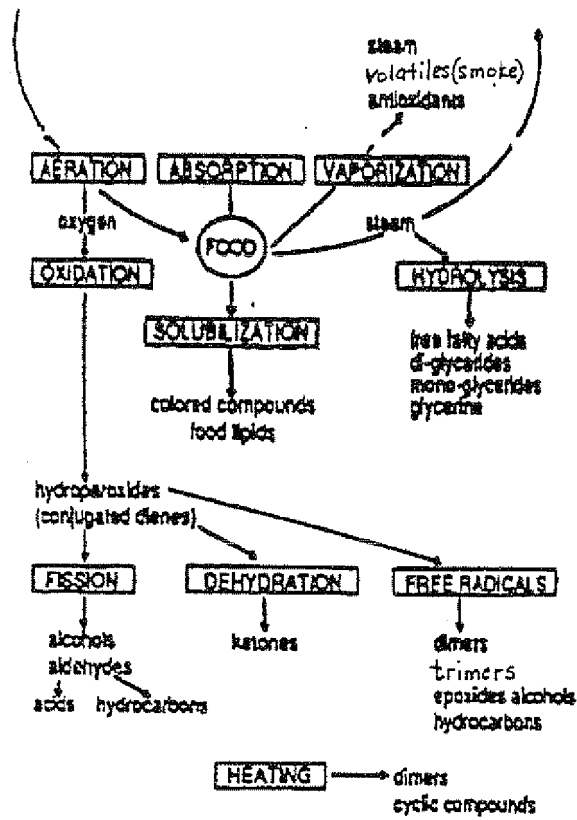 steam
volatiles(smoke)
antioxidants
AERATION
ABSORPTION
VAPORIZATION
oxygen
FOOD
steam
OXIDATION
HYDROLYSIS
SOLUBILIZATION
free fatty acids
di-glycerides
mono-glycerides
glycerine
colored compounds
food lipids
hydroperoxides
(conjugated dienes)
FISSION
DEHYDRATION
FREE RADICALS
alcohols
aldehydes
acids
hydrocarbons
ketones
dimers
trimers
epoxides alcohols
hydrocarbons
HEATING
dimers
cyclic compounds